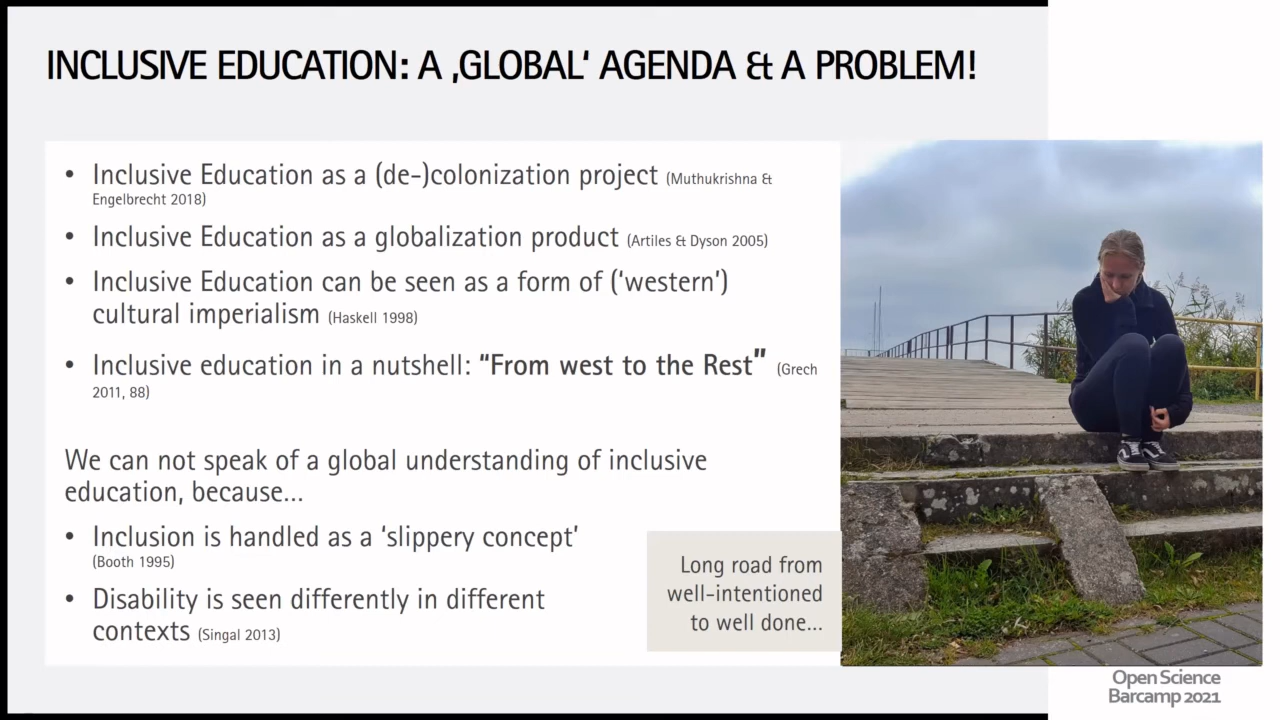 INCLUSIVE EDUCATION: A ‚GLOBAL‘ AGENDA & A PROBLEM!
• Inclusive Education as a (de-)colonization project (Muthukrishna &
Engelbrecht 2018)
• Inclusive Education as a globalization product (Artiles & Dyson 2005)
• Inclusive Education can be seen as a form of (‘western’)
cultural imperialism (Haskell 1998)
• Inclusive education in a nutshell: “From west to the Rest” (Grech
2011, 88)
We can not speak of a global understanding of inclusive
education, because…
• Inclusion is handled as a ‘slippery concept’
(Booth 1995)
• Disability is seen differently in different
contexts (Singal 2013)
Long road from
well-intentioned
to well done…
Open Science
Barcamp 2021